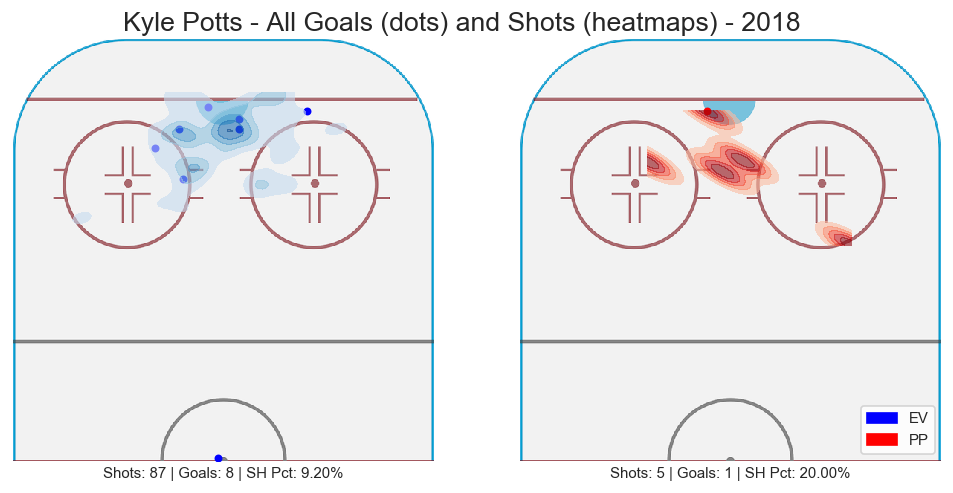 Kyle Potts - All Goals (dots) and Shots (heatmaps) - 2018
EV
PP
Shots: 87 | Goals: 8 | SH Pct: 9.20%
Shots: 5 | Goals: 1 | SH Pct: 20.00%